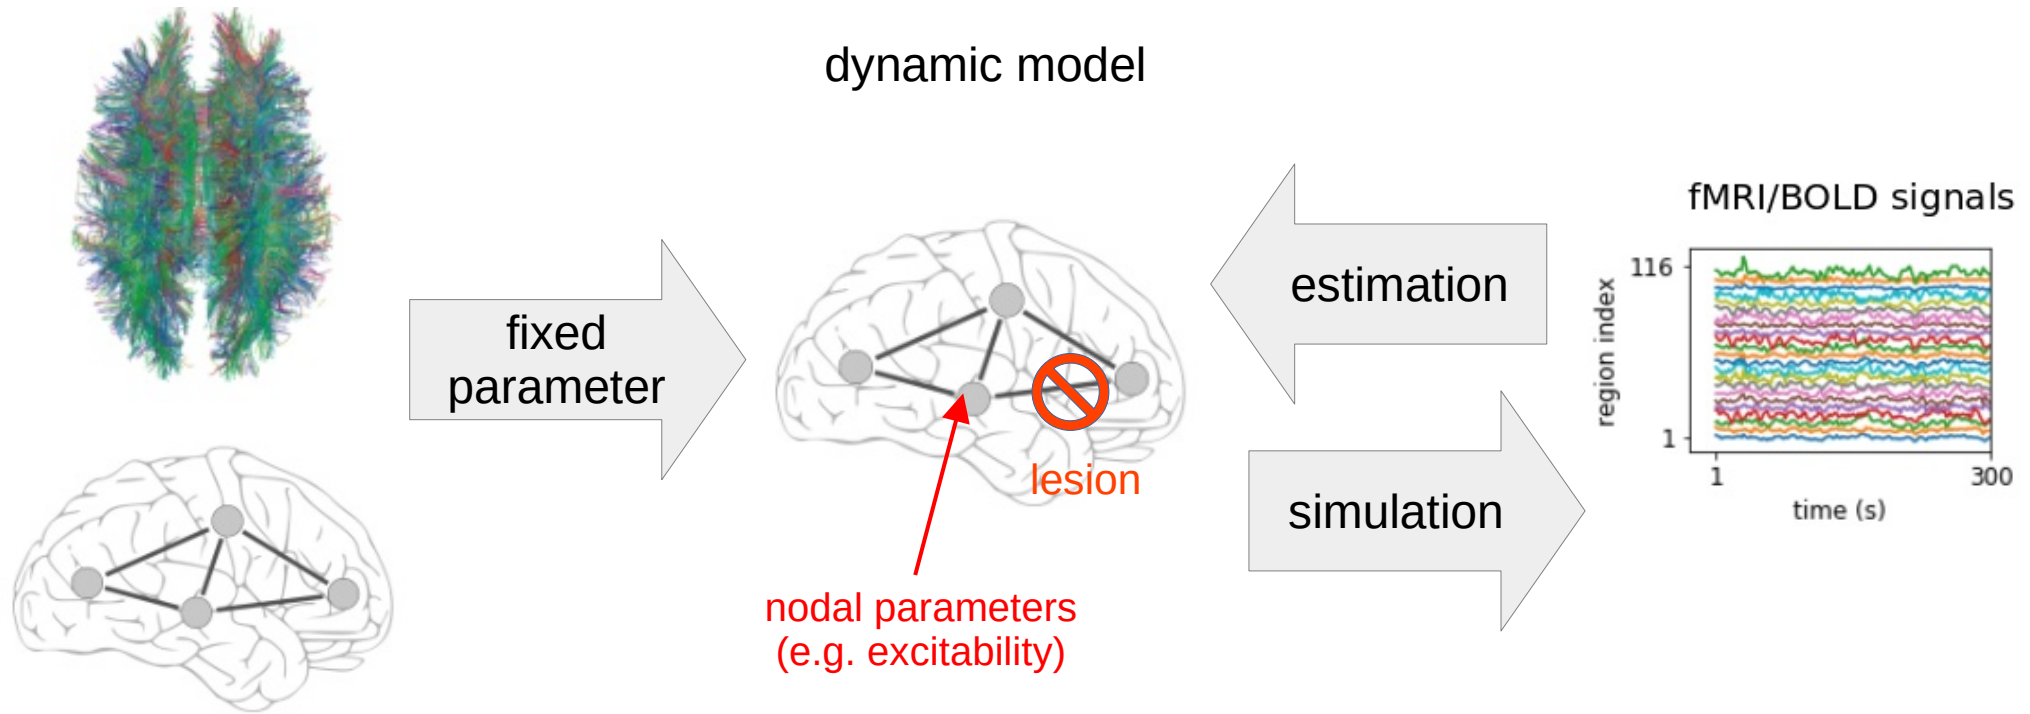 dynamic model
fixed
parameter
lesion
nodal parameters
(e.g. excitability)
estimation
simulation
fMRI/BOLD signals
116
region index
1
1
300
time (s)